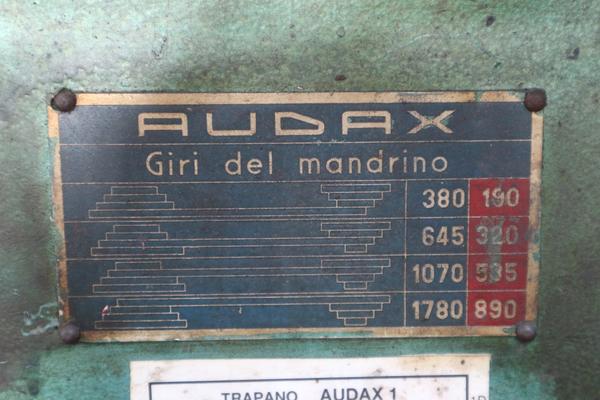 AUDAX
Giri del mandrino
380 190
645 320
1070 535
1780 890
TRAPANO AUDAX 1